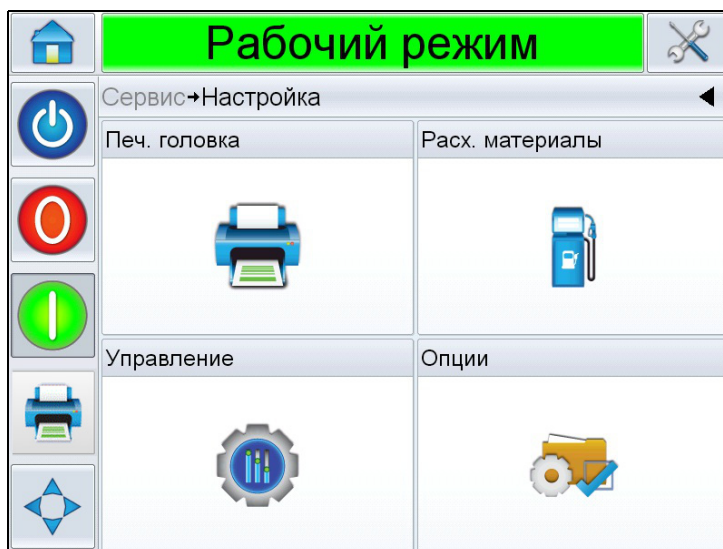 Рабочий режим
Сервис→Настройка
Печ. головка
Расх. материалы
Управление
Опции